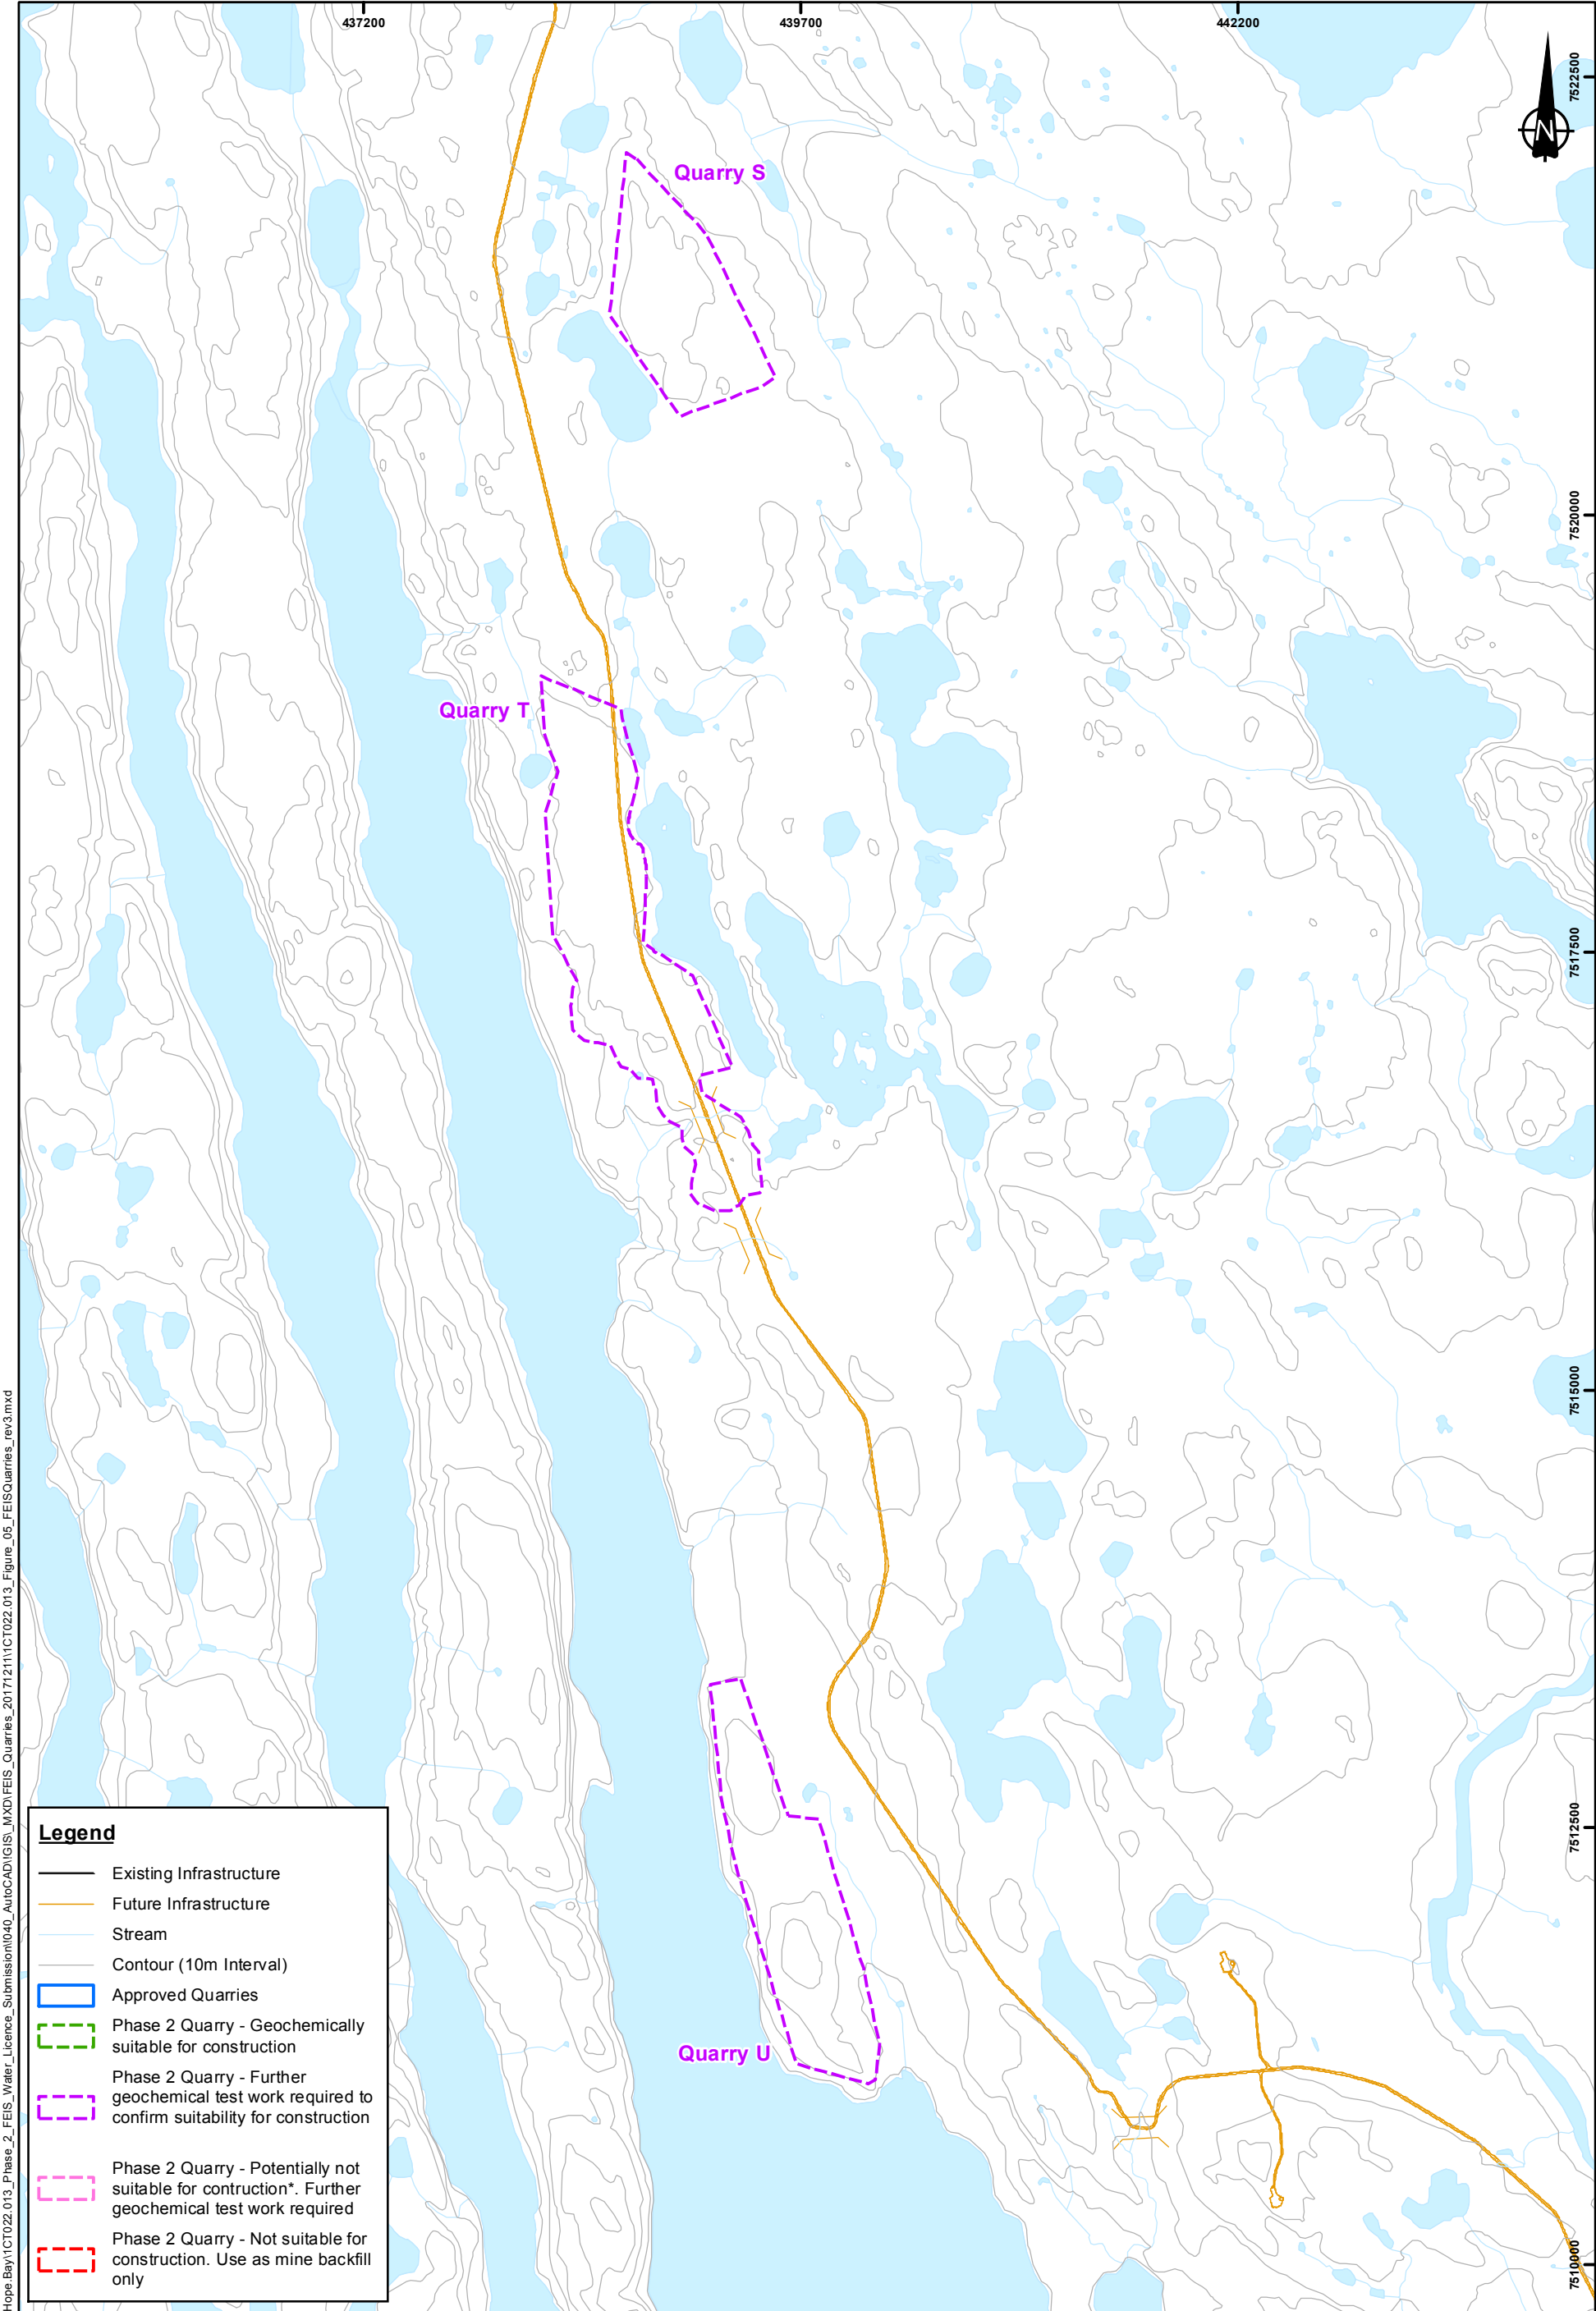 437200
439700
442200
7522500
N
Quarry S
7520000
Quarry T
7517500
7515000
7512500
Quarry U
7510000
Legend
Existing Infrastructure
Future Infrastructure
Stream
Contour (10m Interval)
Approved Quarries
Phase 2 Quarry - Geochemically
suitable for construction
Phase 2 Quarry - Further
geochemical test work required to
confirm suitability for construction
Phase 2 Quarry - Potentially not
suitable for contruction*. Further
geochemical test work required
Phase 2 Quarry - Not suitable for
construction. Use as mine backfill
only
Hope.Bay\1CT022.013_Phase_2_FEIS_Water_Licence_Submission\!040_AutoCAD\!GIS\_MXD\FEIS_Quarries_20171211\1CT022.013_Figure_05_FEISQuarries_rev3.mxd